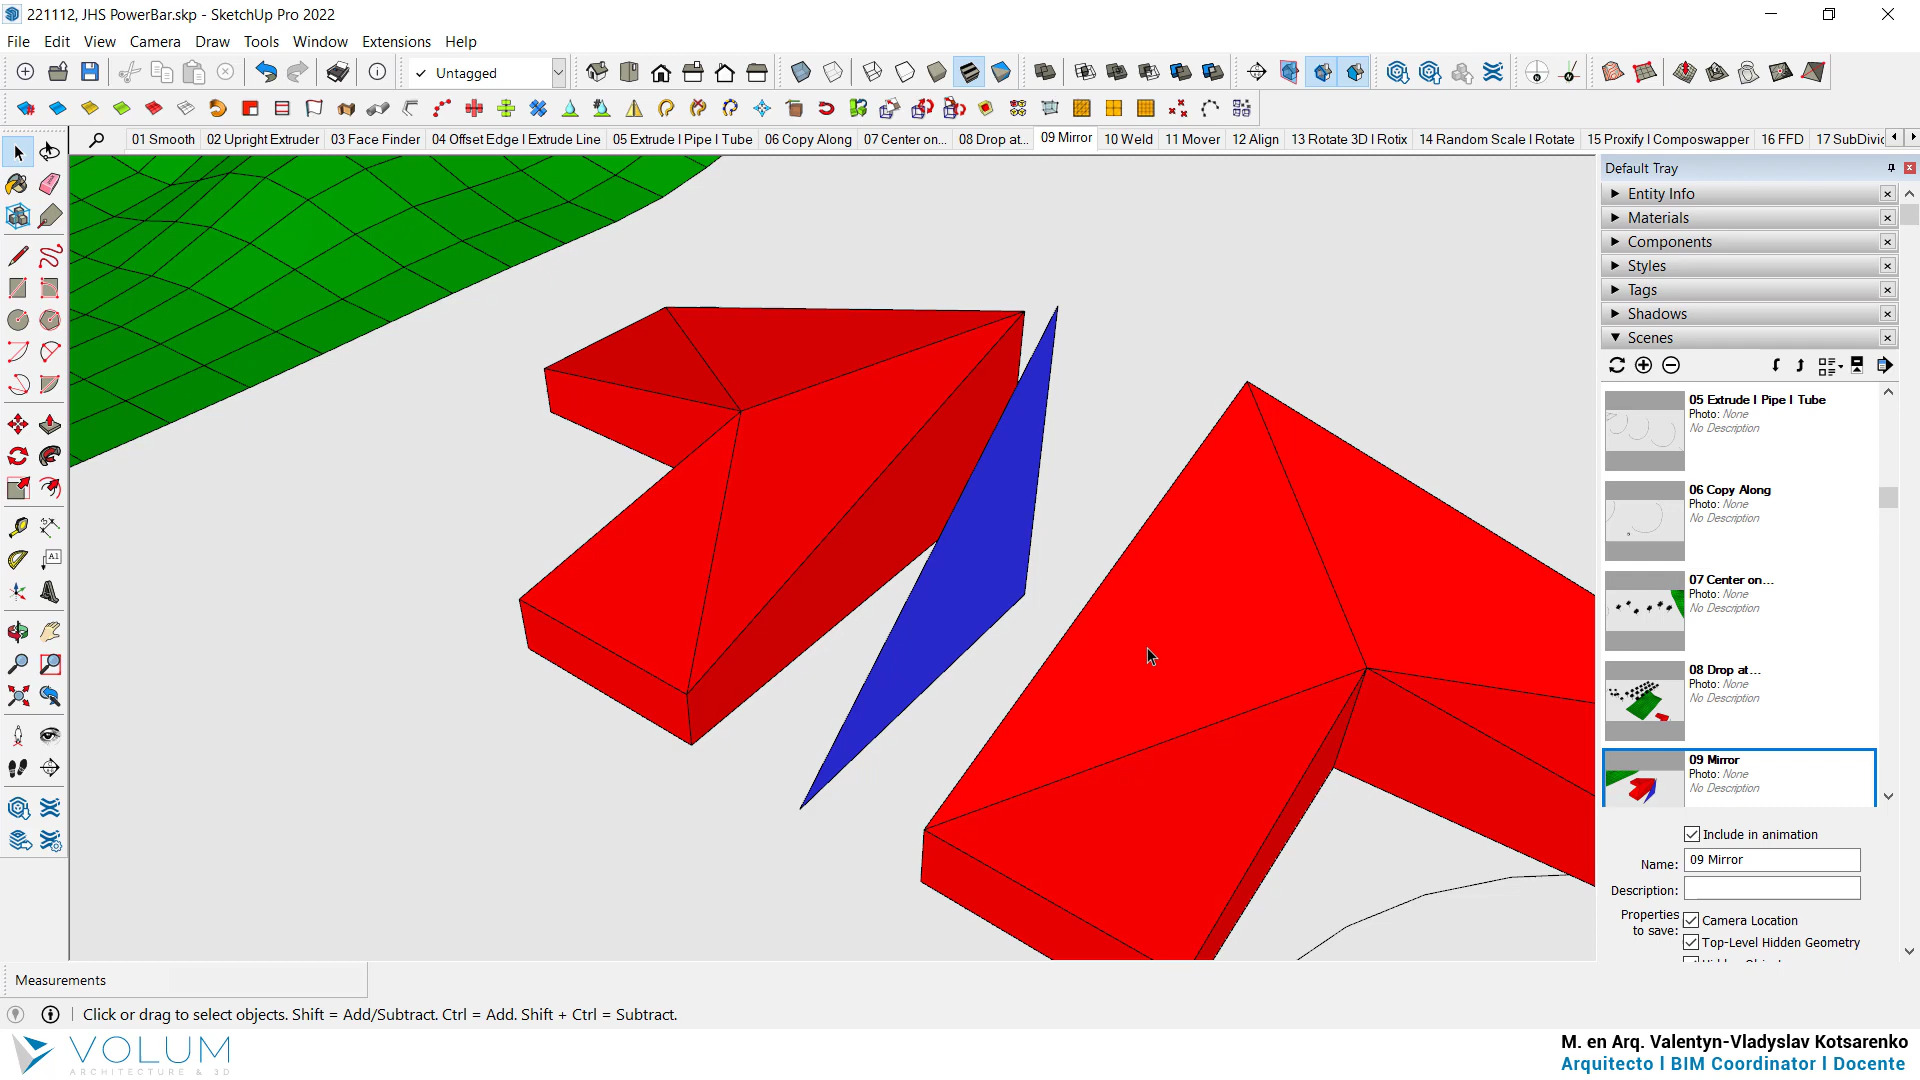 221112, JHS PowerBar.skp - SketchUp Pro 2022
File Edit View Camera Draw Tools Window Extensions Help
Untagged
01 Smooth 02 Upright Extruder 03 Face Finder 04 Offset Edge I Extrude Line 05 Extrude I Pipe I Tube 06 Copy Along 07 Center on... 08 Drop at... 09 Mirror 10 Weld 11 Mover 12 Align 13 Rotate 3D I Rotix 14 Random Scale I Rotate 15 Proxify I Composwapper 16 FFD 17 SubDivi
Default Tray
Entity Info
Materials
Components
Styles
Tags
Shadows
Scenes
05 Extrude I Pipe I Tube
Photo: None
No Description
06 Copy Along
Photo: None
No Description
07 Center on...
Photo: None
No Description
08 Drop at...
Photo: None
No Description
09 Mirror
Photo: None
No Description
Include in animation
Name: 09 Mirror
Description:
Properties to save:
Camera Location
Top-Level Hidden Geometry
A1
Measurements
Click or drag to select objects. Shift = Add/Subtract. Ctrl = Add. Shift + Ctrl = Subtract.
VOLUM
ARCHITECTURE & 3D
M. en Arq. Valentyn-Vladyslav Kotsarenko
Arquitecto I BIM Coordinator I Docente